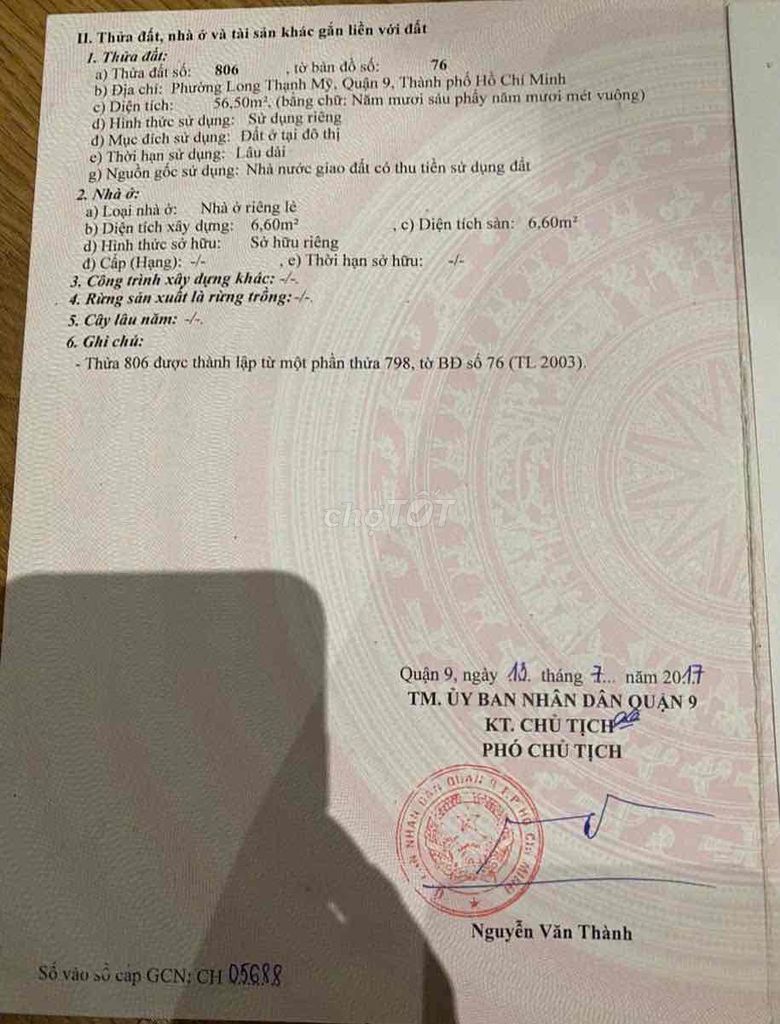 II. Thửa đất, nhà ở và tài sản khác gắn liền với đất
1. Thửa đất:
a) Thửa đất số: 806 , tờ bản đồ số: 76
b) Địa chỉ: Phường Long Thạnh Mỹ, Quận 9, Thành phố Hồ Chí Minh
c) Diện tích: 56,50m², (bằng chữ: Năm mươi sáu phẩy năm mươi mét vuông)
d) Hình thức sử dụng: Sử dụng riêng
đ) Mục đích sử dụng: Đất ở tại đô thị
e) Thời hạn sử dụng: Lâu dài
g) Nguồn gốc sử dụng: Nhà nước giao đất có thu tiền sử dụng đất
2. Nhà ở:
a) Loại nhà ở: Nhà ở riêng lẻ
b) Diện tích xây dựng: 6,60m² , c) Diện tích sàn: 6,60m²
d) Hình thức sở hữu: Sở hữu riêng
đ) Cấp (Hạng): -/- , e) Thời hạn sở hữu: -/-
3. Công trình xây dựng khác: -/-.
4. Rừng sản xuất là rừng trồng: -/-.
5. Cây lâu năm: -/-.
6. Ghi chú:
- Thửa 806 được thành lập từ một phần thửa 798, tờ BĐ số 76 (TL 2003).
chợTỐT
Quận 9, ngày 13. tháng 7... năm 2017
TM. ỦY BAN NHÂN DÂN QUẬN 9
KT. CHỦ TỊCH
PHÓ CHỦ TỊCH
NHÂN DÂN QUẬN 9 T.P HỒ CHÍ MINH
Nguyễn Văn Thành
Số vào sổ cấp GCN: CH 05688